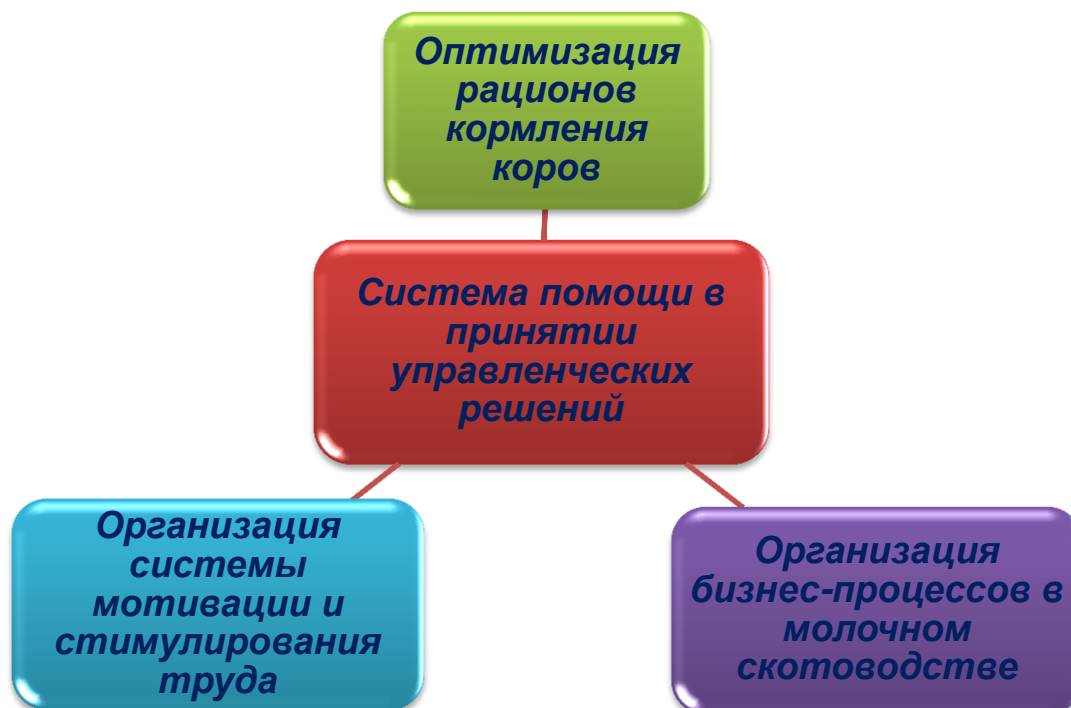 Оптимизация
рационов
кормления
коров
Система помощи в
принятии
управленческих
решений
Организация
системы
мотивации и
стимулирования
труда
Организация
бизнес-процессов в
молочном
скотоводстве